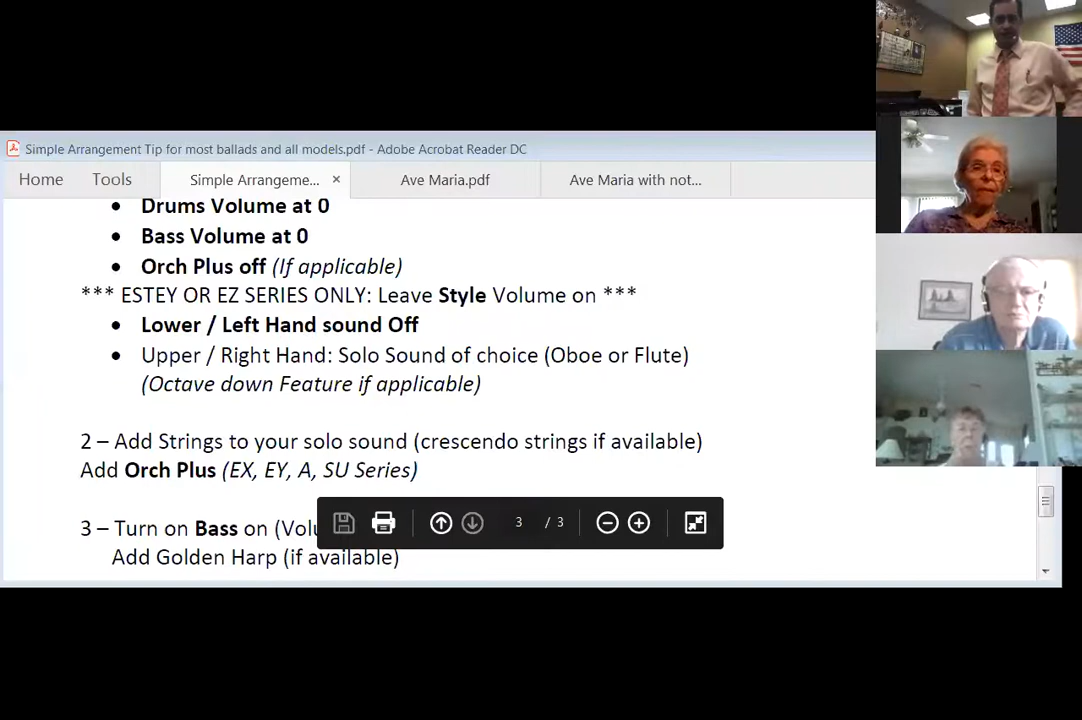 Simple Arrangement Tip for most ballads and all models.pdf - Adobe Acrobat Reader DC
Home Tools Simple Arrangeme... × Ave Maria.pdf Ave Maria with not...
• Drums Volume at 0
• Bass Volume at 0
• Orch Plus off (If applicable)
*** ESTEY OR EZ SERIES ONLY: Leave Style Volume on ***
• Lower / Left Hand sound Off
• Upper / Right Hand: Solo Sound of choice (Oboe or Flute)
(Octave down Feature if applicable)
2 – Add Strings to your solo sound (crescendo strings if available)
Add Orch Plus (EX, EY, A, SU Series)
3 / 3
3 – Turn on Bass on
Add Golden Harp (if available)